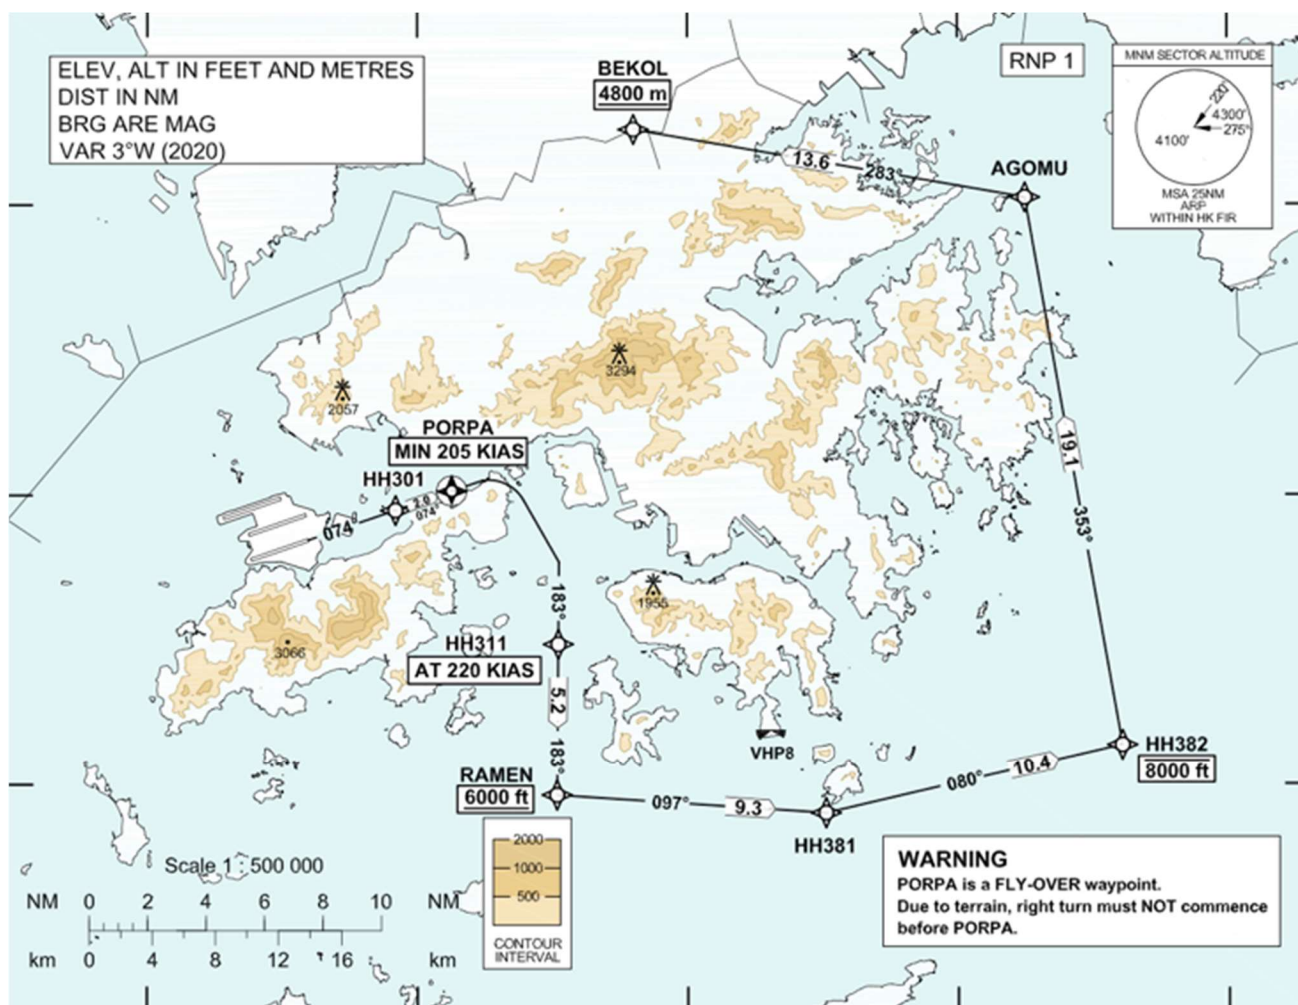 ELEV, ALT IN FEET AND METRES
DIST IN NM
BRG ARE MAG
VAR 3°W (2020)
BEKOL
4800 m
RNP 1
MNM SECTOR ALTITUDE
220°
4300'
275°
4100'
MSA 25NM
ARP
WITHIN HK FIR
13.6
283°
AGOMU
3294
2057
PORPA
MIN 205 KIAS
HH301
2.0
074°
074°
19.1
353°
183°
1955
3066
HH311
AT 220 KIAS
5.2
183°
VHP8
RAMEN
6000 ft
097°
9.3
HH381
080°
10.4
HH382
8000 ft
2000
1000
500
CONTOUR
INTERVAL
Scale 1 : 500 000
NM 0 2 4 6 8 10 NM
km 0 4 8 12 16 km
WARNING
PORPA is a FLY-OVER waypoint.
Due to terrain, right turn must NOT commence
before PORPA.